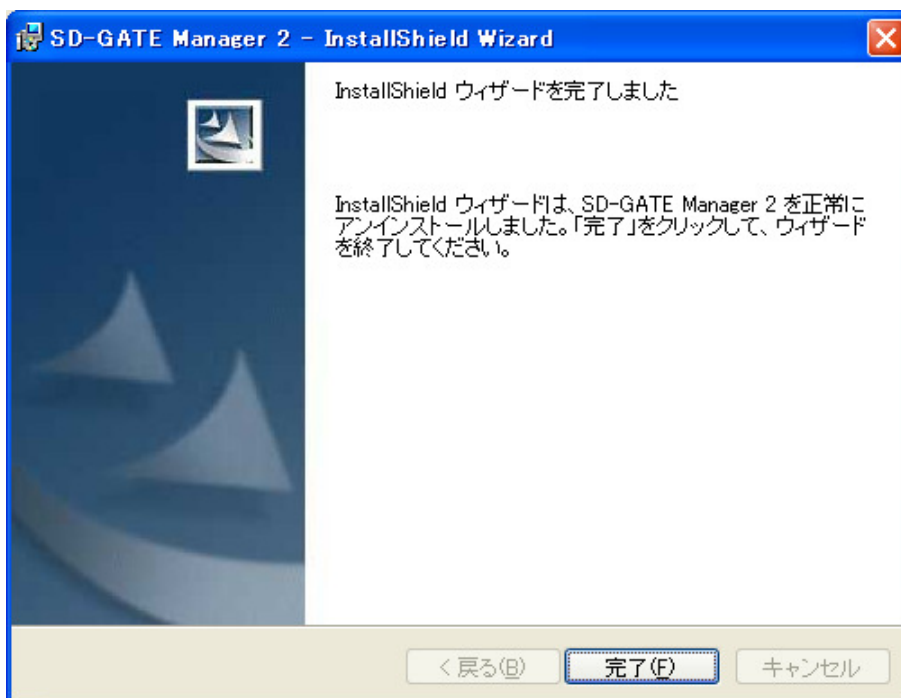 SD-GATE Manager 2 - InstallShield Wizard
InstallShield ウィザードを完了しました
InstallShield ウィザードは、SD-GATE Manager 2 を正常に
アンインストールしました。「完了」をクリックして、ウィザード
を終了してください。
< 戻る(B)
完了(F)
キャンセル